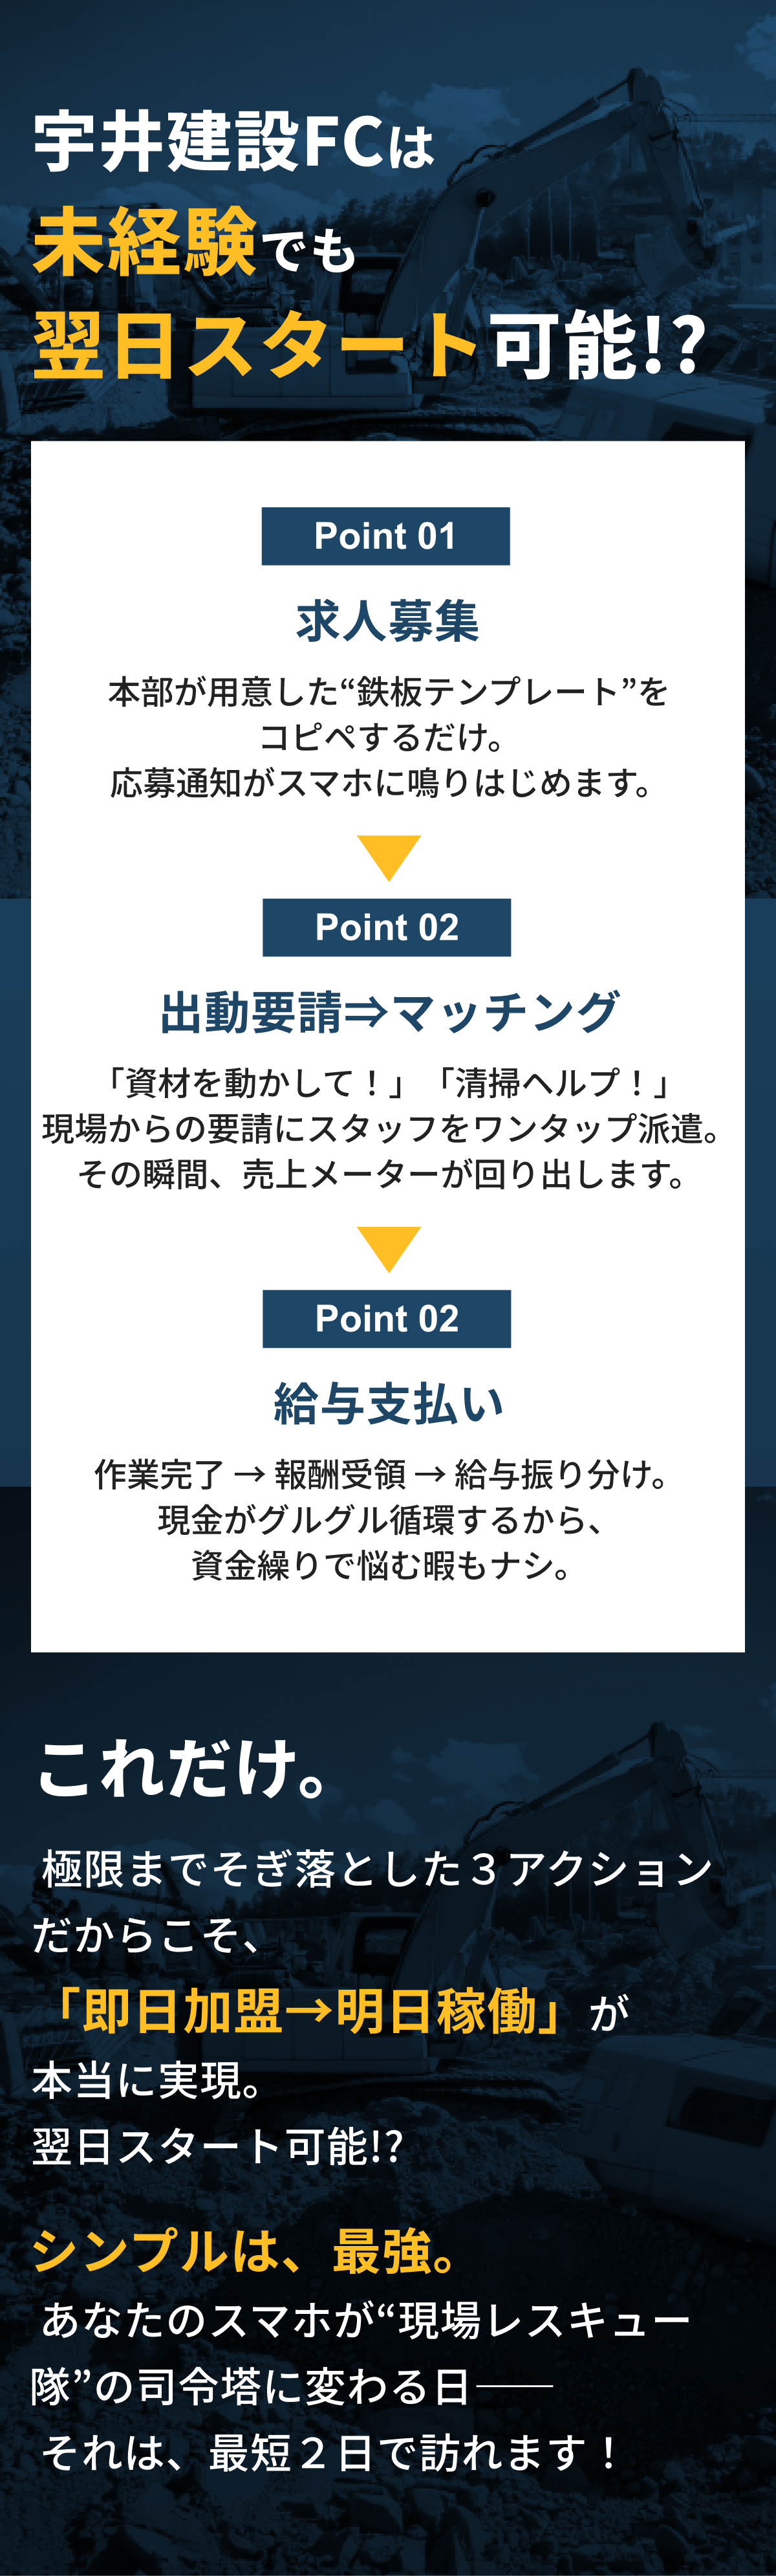 宇井建設FCは
未経験でも
翌日スタート可能!?
Point 01
求人募集
本部が用意した“鉄板テンプレート”を
コピペするだけ。
応募通知がスマホに鳴りはじめます。
Point 02
出動要請⇒マッチング
「資材を動かして！」「清掃ヘルプ！」
現場からの要請にスタッフをワンタップ派遣。
その瞬間、売上メーターが回り出します。
Point 02
給与支払い
作業完了 → 報酬受領 → 給与振り分け。
現金がグルグル循環するから、
資金繰りで悩む暇もナシ。
これだけ。
極限までそぎ落とした３アクション
だからこそ、
「即日加盟→明日稼働」が
本当に実現。
翌日スタート可能!?
シンプルは、最強。
あなたのスマホが“現場レスキュー
隊”の司令塔に変わる日――
それは、最短２日で訪れます！